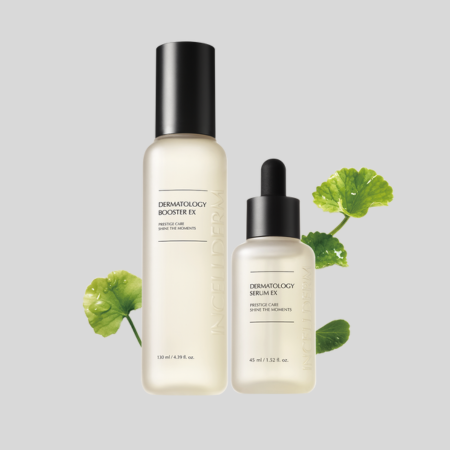 DERMATOLOGY
BOOSTER EX
PRESTIGE CARE
SHINE THE MOMENTS
130 ml / 4.39 fl. oz.
DERMATOLOGY
SERUM EX
PRESTIGE CARE
SHINE THE MOMENTS
45 ml / 1.52 fl. oz.